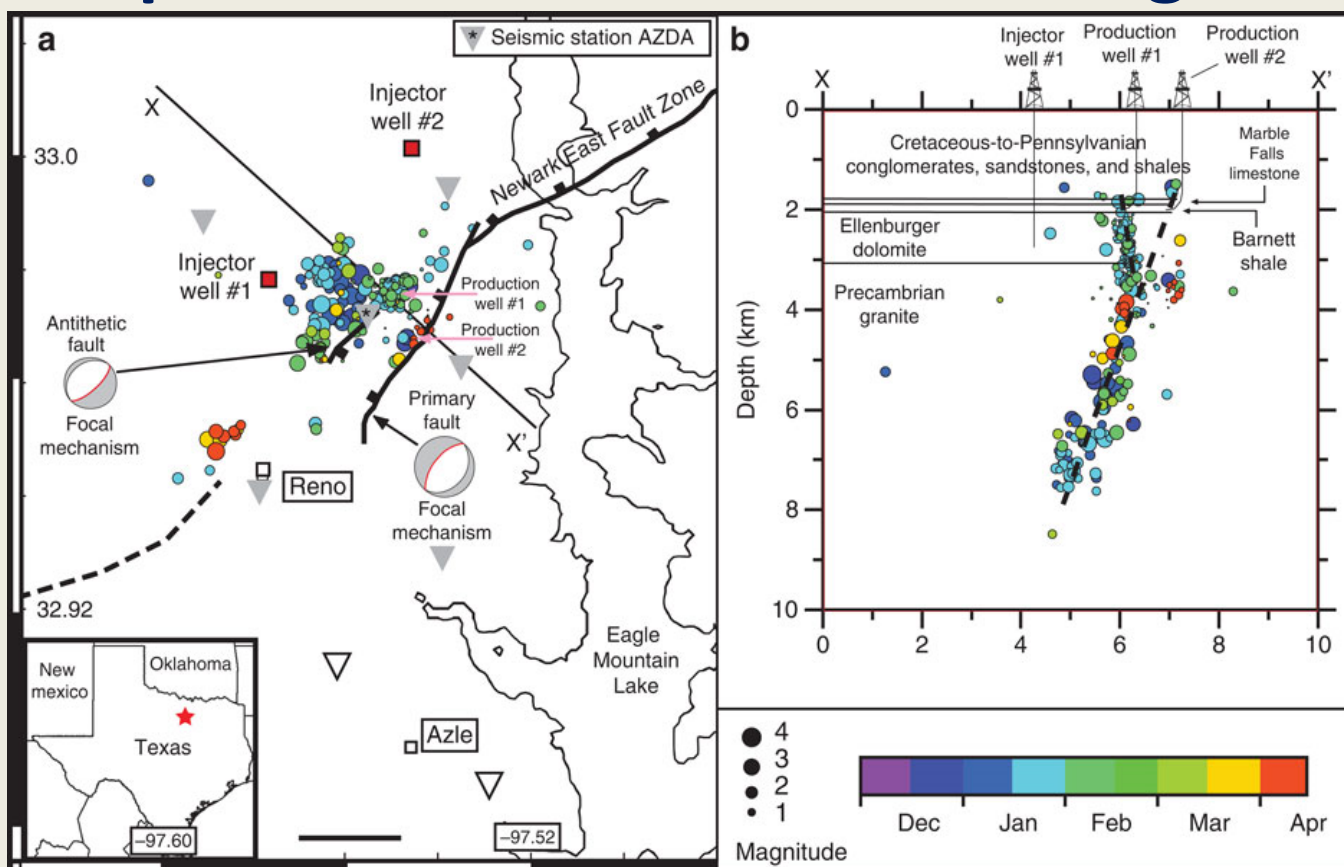 a
* Seismic station AZDA
X
Injector
well #2
33.0
Newark East Fault Zone
Injector
well #1
Production
well #1
Antithetic
fault
*
Production
well #2
Primary
fault
Focal
mechanism
X'
Reno
Focal
mechanism
32.92
Eagle
Mountain
Lake
New
mexico
Oklahoma
Texas
Azle
–97.60
–97.52
b
Injector
well #1
Production
well #1
Production
well #2
X
X'
0
Cretaceous-to-Pennsylvanian
conglomerates, sandstones, and shales
Marble
Falls
limestone
2
Ellenburger
dolomite
Barnett
shale
Precambrian
granite
4
Depth (km)
6
8
10
0 2 4 6 8 10
4
3
2
1
Magnitude
Dec Jan Feb Mar Apr